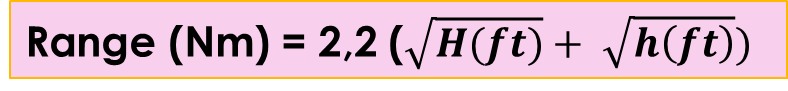 Range (Nm) = 2,2 (√H(ft) + √h(ft))